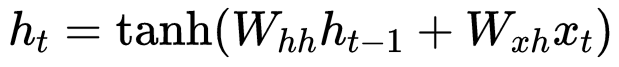 h_t = tanh(W_{hh}h_{t-1} + W_{xh}x_t)